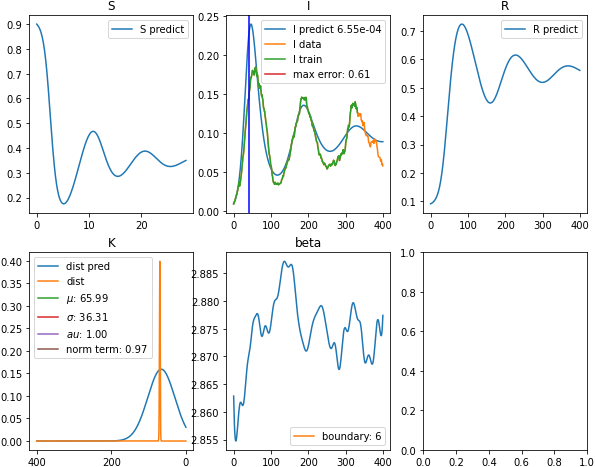 S
0.9
0.8
0.7
0.6
0.5
0.4
0.3
0.2
0 10 20
S predict
I
0.25
0.20
0.15
0.10
0.05
0.00
0 100 200 300 400
I predict 6.55e-04
I data
I train
max error: 0.61
R
0.7
0.6
0.5
0.4
0.3
0.2
0.1
0 100 200 300 400
R predict
K
0.40
0.35
0.30
0.25
0.20
0.15
0.10
0.05
0.00
400 200 0
dist pred
dist
μ: 65.99
σ: 36.31
au: 1.00
norm term: 0.97
beta
2.885
2.880
2.875
2.870
2.865
2.860
2.855
0 100 200 300 400
boundary: 6
1.0
0.8
0.6
0.4
0.2
0.0
0.0 0.2 0.4 0.6 0.8 1.0